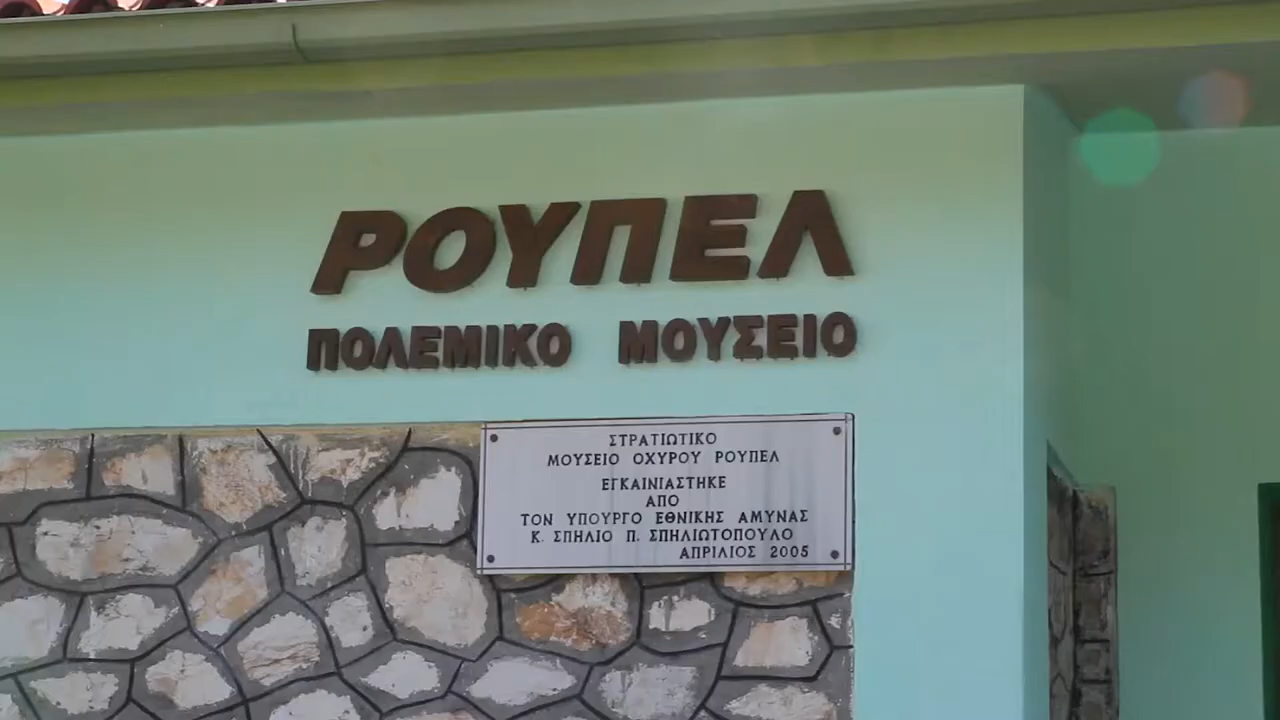 ΡΟΥΠΕΛ
ΠΟΛΕΜΙΚΟ ΜΟΥΣΕΙΟ
ΣΤΡΑΤΙΩΤΙΚΟ
ΜΟΥΣΕΙΟ ΟΧΥΡΟΥ ΡΟΥΠΕΛ
ΕΓΚΑΙΝΙΑΣΤΗΚΕ
ΑΠΟ
ΤΟΝ ΥΠΟΥΡΓΟ ΕΘΝΙΚΗΣ ΑΜΥΝΑΣ
Κ. ΣΠΗΛΙΟ Π. ΣΠΗΛΙΩΤΟΠΟΥΛΟ
ΑΠΡΙΛΙΟΣ 2005